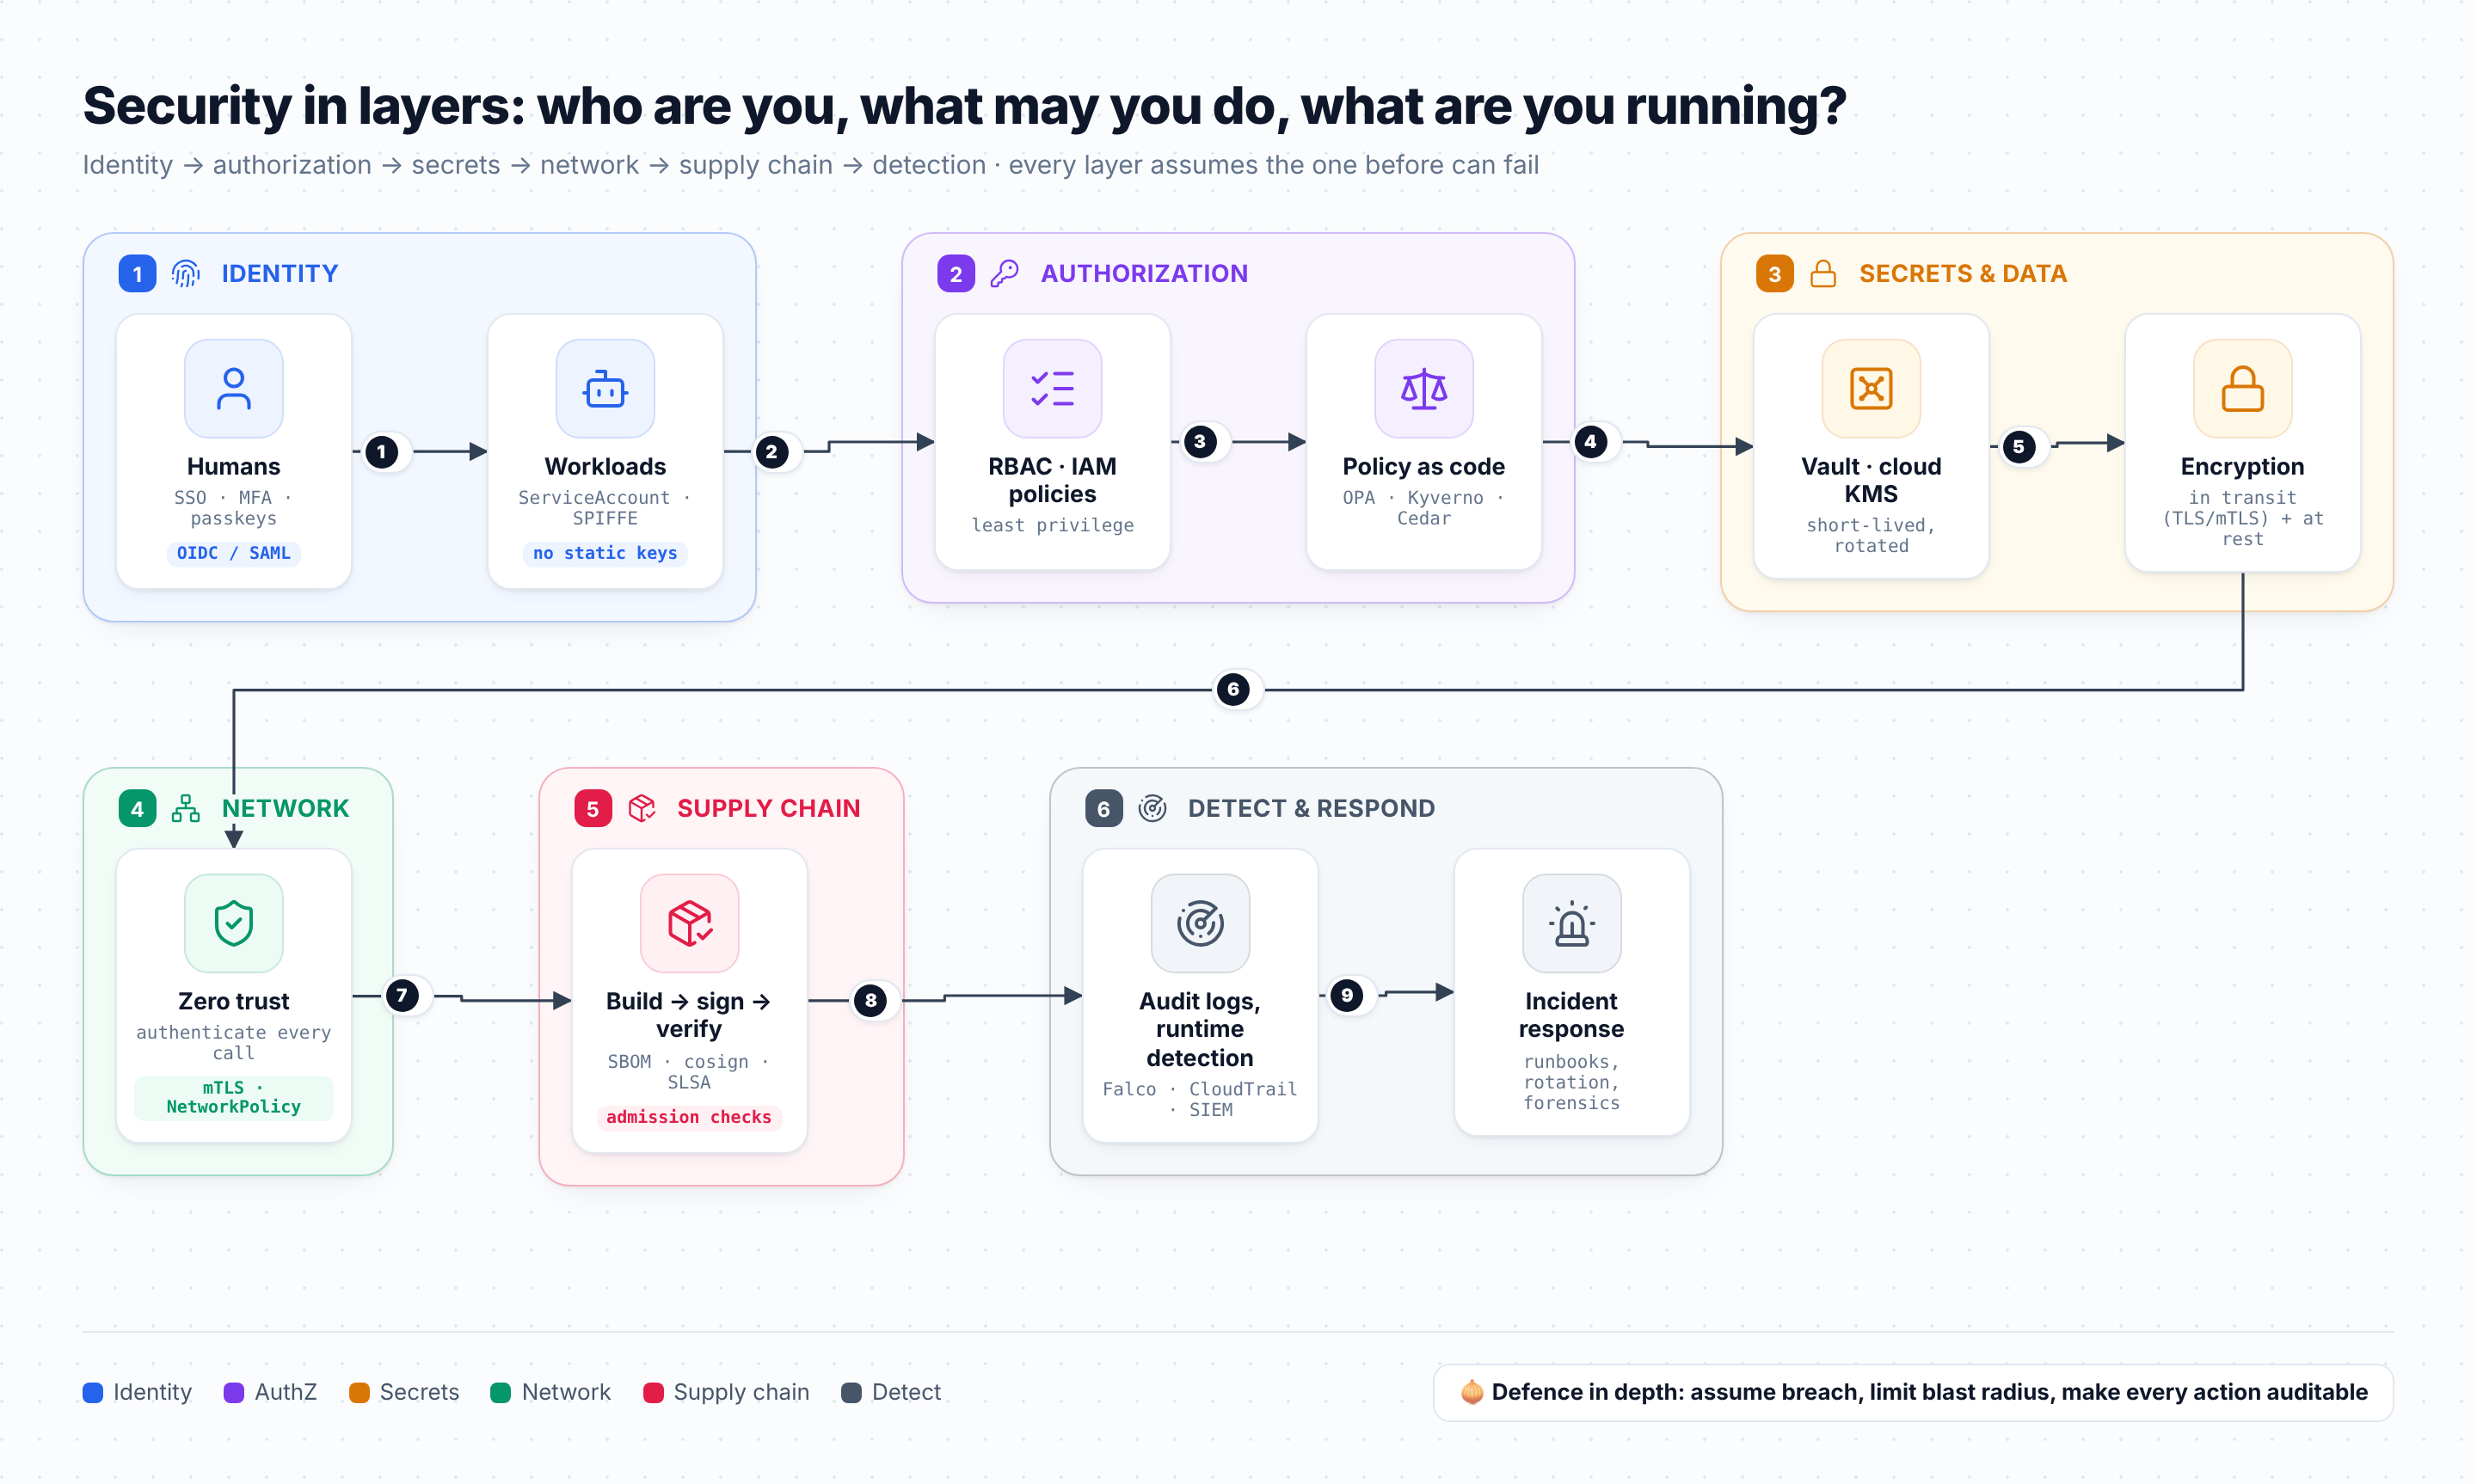 Security in layers: who are you, what may you do, what are you running?
Identity → authorization → secrets → network → supply chain → detection · every layer assumes the one before can fail
1 IDENTITY
Humans
SSO · MFA ·
passkeys
OIDC / SAML
1
Workloads
ServiceAccount ·
SPIFFE
no static keys
2
2 AUTHORIZATION
RBAC · IAM
policies
least privilege
3
Policy as code
OPA · Kyverno ·
Cedar
4
3 SECRETS & DATA
Vault · cloud
KMS
short-lived,
rotated
5
Encryption
in transit
(TLS/mTLS) + at
rest
6
4 NETWORK
Zero trust
authenticate every
call
mTLS ·
NetworkPolicy
7
5 SUPPLY CHAIN
Build → sign →
verify
SBOM · cosign ·
SLSA
admission checks
8
6 DETECT & RESPOND
Audit logs,
runtime
detection
Falco · CloudTrail
· SIEM
9
Incident
response
runbooks,
rotation,
forensics
Identity
AuthZ
Secrets
Network
Supply chain
Detect
🧅 Defence in depth: assume breach, limit blast radius, make every action auditable